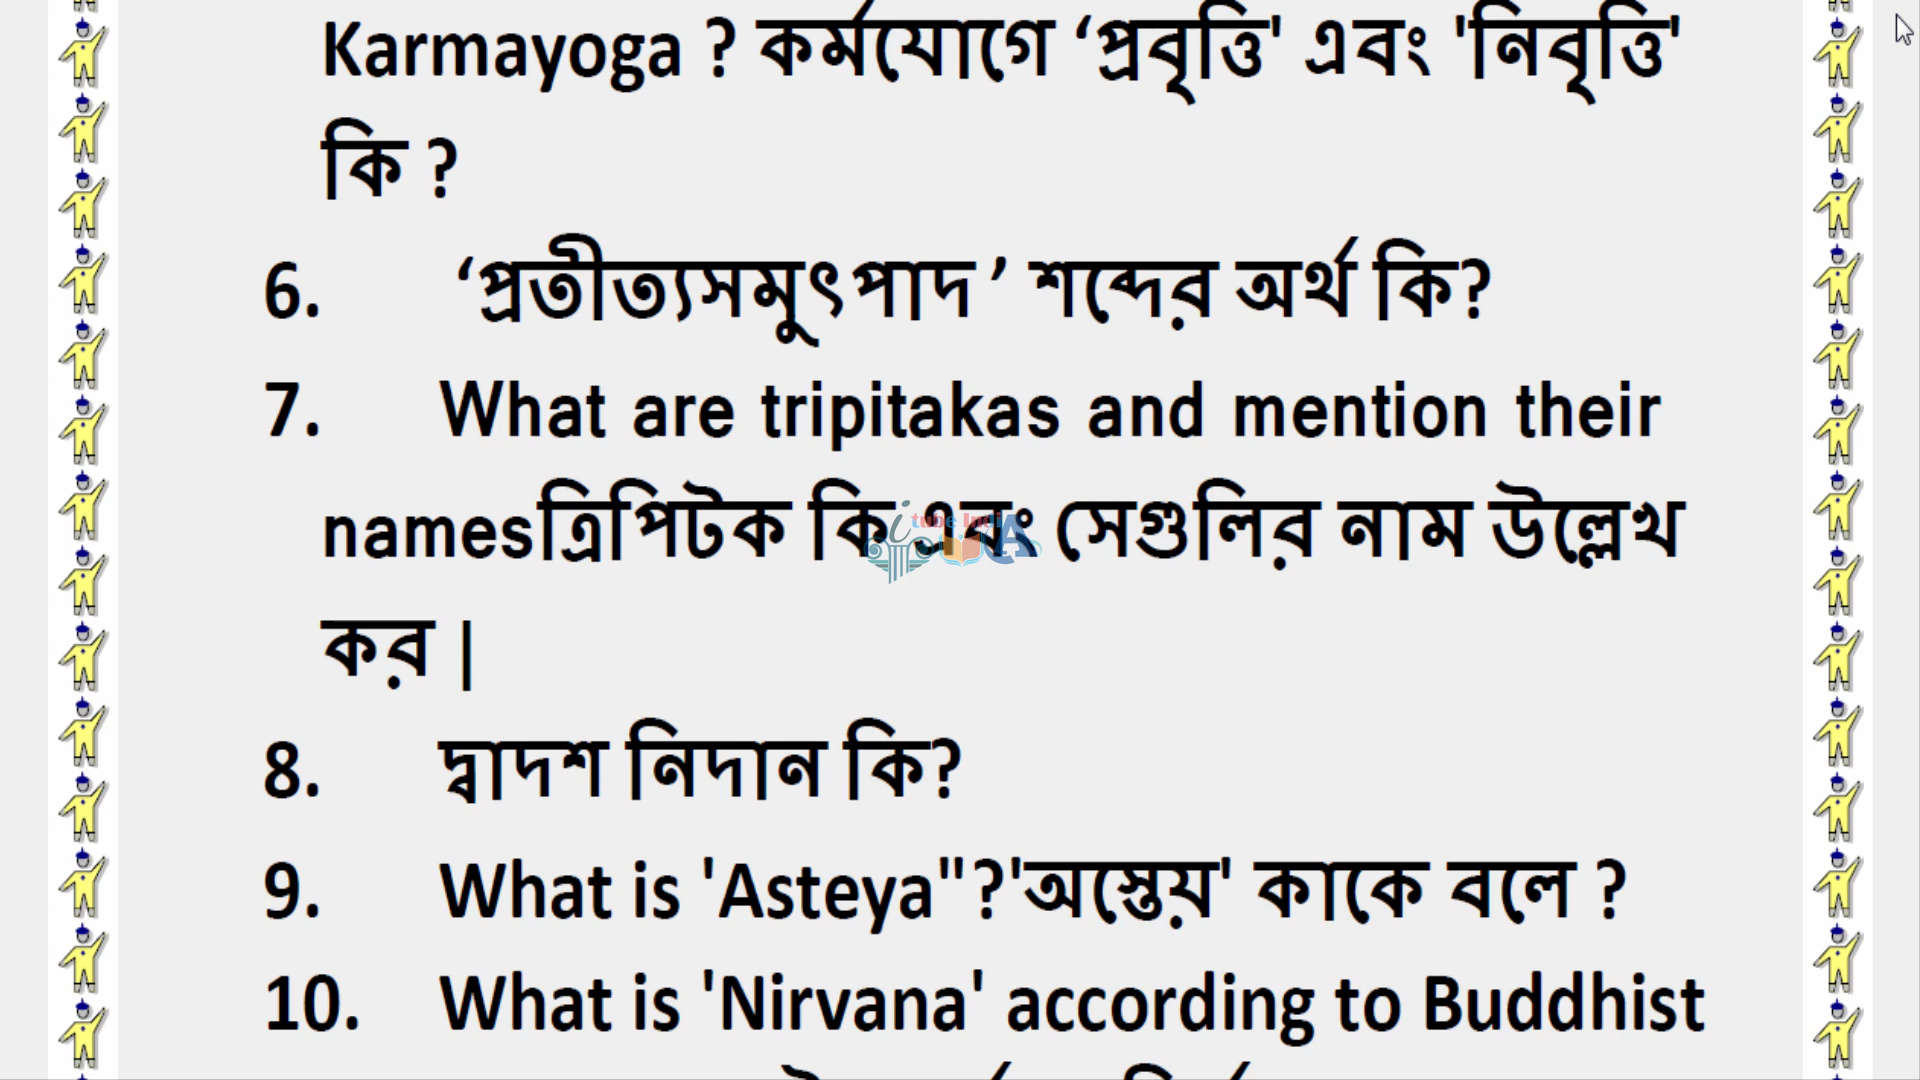 Karmayoga ? কর্মযোগে ‘প্রবৃত্তি' এবং 'নিবৃত্তি'
কি ?
6. ‘প্রতীত্যসমুৎপাদ ’ শব্দের অর্থ কি?
7. What are tripitakas and mention their
namesত্রিপিটক কি এবং সেগুলির নাম উল্লেখ
কর |
8. দ্বাদশ নিদান কি?
9. What is 'Asteya"?'অস্তেয়' কাকে বলে ?
10. What is 'Nirvana' according to Buddhist